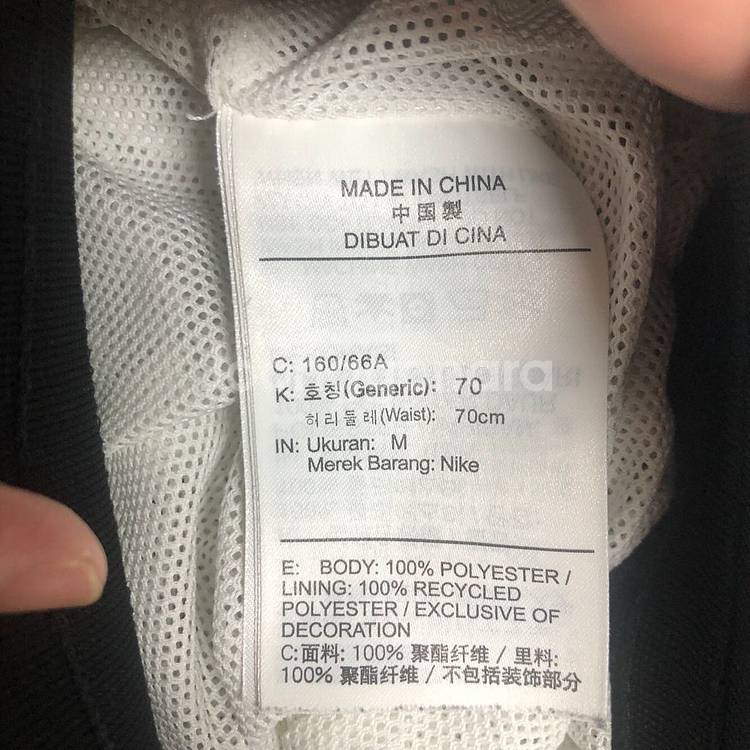 MADE IN CHINA
中国製
DIBUAT DI CINA
C: 160/66A
K: 호칭(Generic): 70
허리둘레(Waist): 70cm
IN: Ukuran: M
Merek Barang: Nike
E: BODY: 100% POLYESTER /
LINING: 100% RECYCLED
POLYESTER / EXCLUSIVE OF
DECORATION
C:面料: 100% 聚酯纤维 / 里料:
100% 聚酯纤维 / 不包括装饰部分